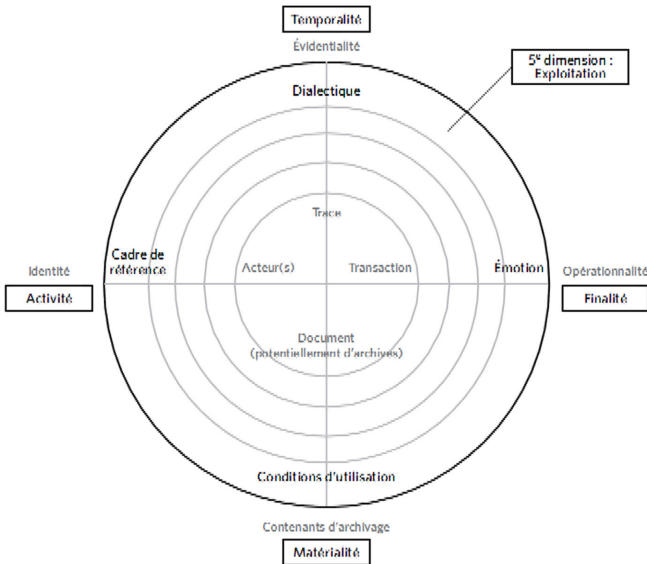 Temporalité
Évidentialité
5e dimension :
Exploitation
Dialectique
Trace
Cadre de
référence
Identité
Acteur(s)
Transaction
Émotion
Opérationnalité
Activité
Finalité
Document
(potentiellement d'archives)
Conditions d'utilisation
Contenants d'archivage
Matérialité